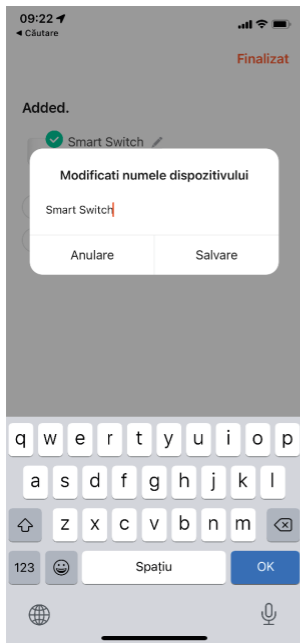 09:22
Căutare
Finalizat
Added.
Smart Switch
Modificati numele dispozitivului
Smart Switch
Anulare Salvare
q w e r t y u i o p
a s d f g h j k l
z x c v b n m
123 Spațiu OK